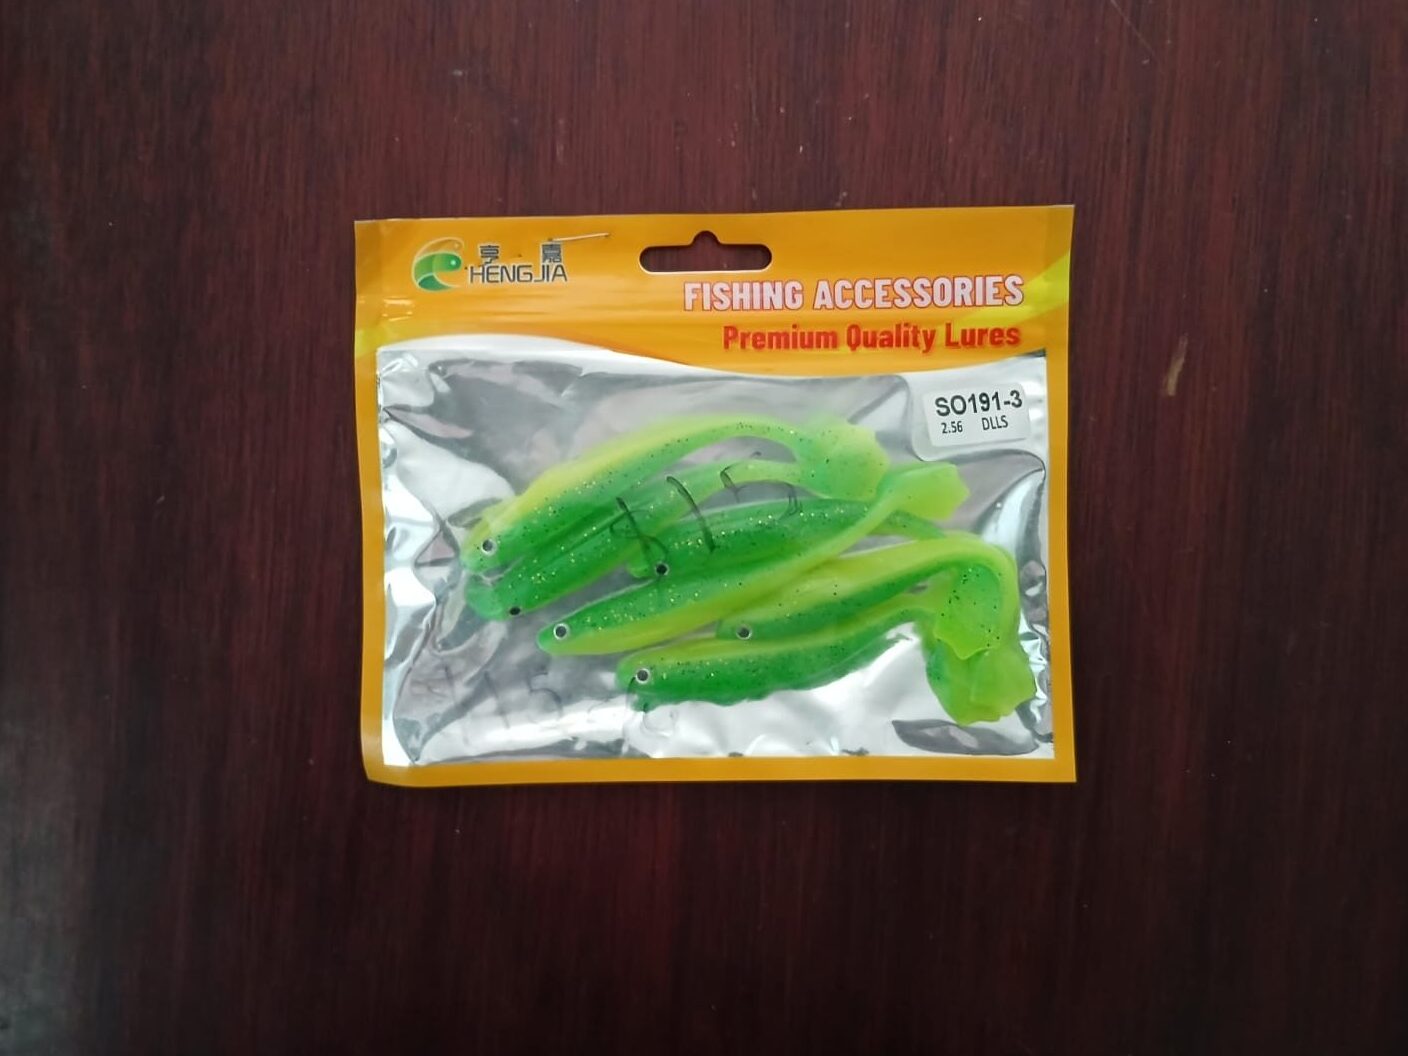 亨嘉
HENGJIA
FISHING ACCESSORIES
Premium Quality Lures
SO191-3
2.56 DLLS